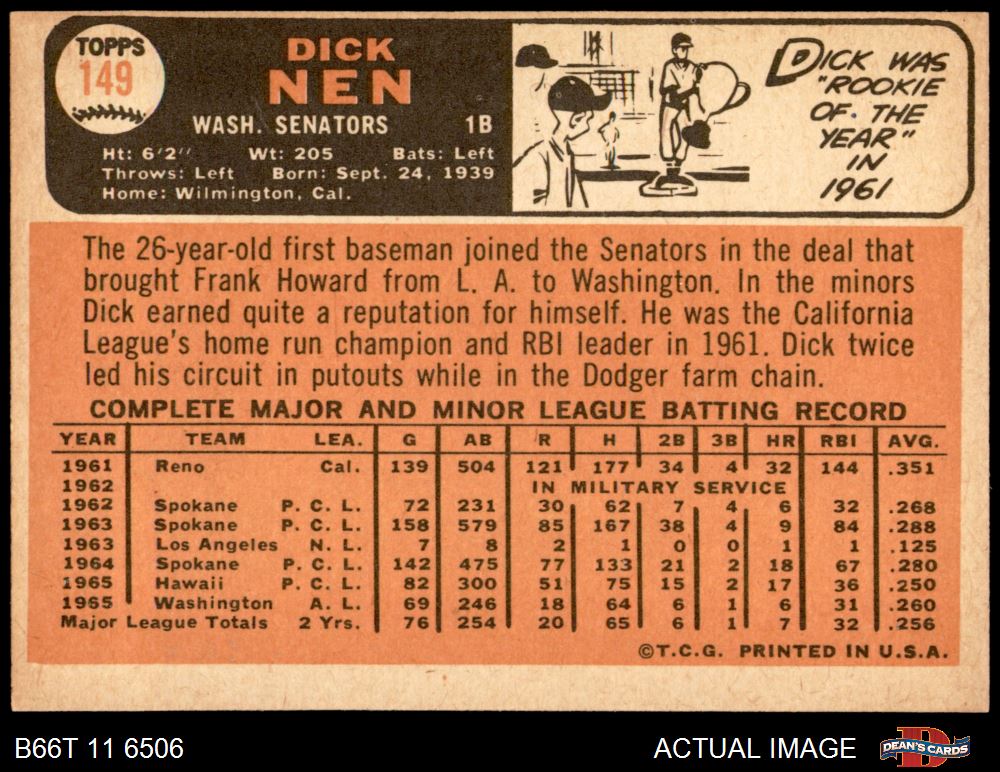 TOPPS
149
DICK
NEN
WASH. SENATORS 1B
Ht: 6'2" Wt: 205 Bats: Left
Throws: Left Born: Sept. 24, 1939
Home: Wilmington, Cal.
DICK WAS
"ROOKIE
OF THE
YEAR"
IN
1961
The 26-year-old first baseman joined the Senators in the deal that
brought Frank Howard from L. A. to Washington. In the minors
Dick earned quite a reputation for himself. He was the California
League's home run champion and RBI leader in 1961. Dick twice
led his circuit in putouts while in the Dodger farm chain.
COMPLETE MAJOR AND MINOR LEAGUE BATTING RECORD
YEAR TEAM LEA. G AB R H 2B 3B HR RBI AVG.
1961 Reno Cal. 139 504 121 177 34 4 32 144 .351
1962 IN MILITARY SERVICE
1962 Spokane P. C. L. 72 231 30 62 7 4 6 32 .268
1963 Spokane P. C. L. 158 579 85 167 38 4 9 84 .288
1963 Los Angeles N. L. 7 8 2 1 0 0 1 1 .125
1964 Spokane P. C. L. 142 475 77 133 21 2 18 67 .280
1965 Hawaii P. C. L. 82 300 51 75 15 2 17 36 .250
1965 Washington A. L. 69 246 18 64 6 1 6 31 .260
Major League Totals 2 Yrs. 76 254 20 65 6 1 7 32 .256
©T.C.G. PRINTED IN U.S.A.
B66T 11 6506 ACTUAL IMAGE DEAN'S CARDS